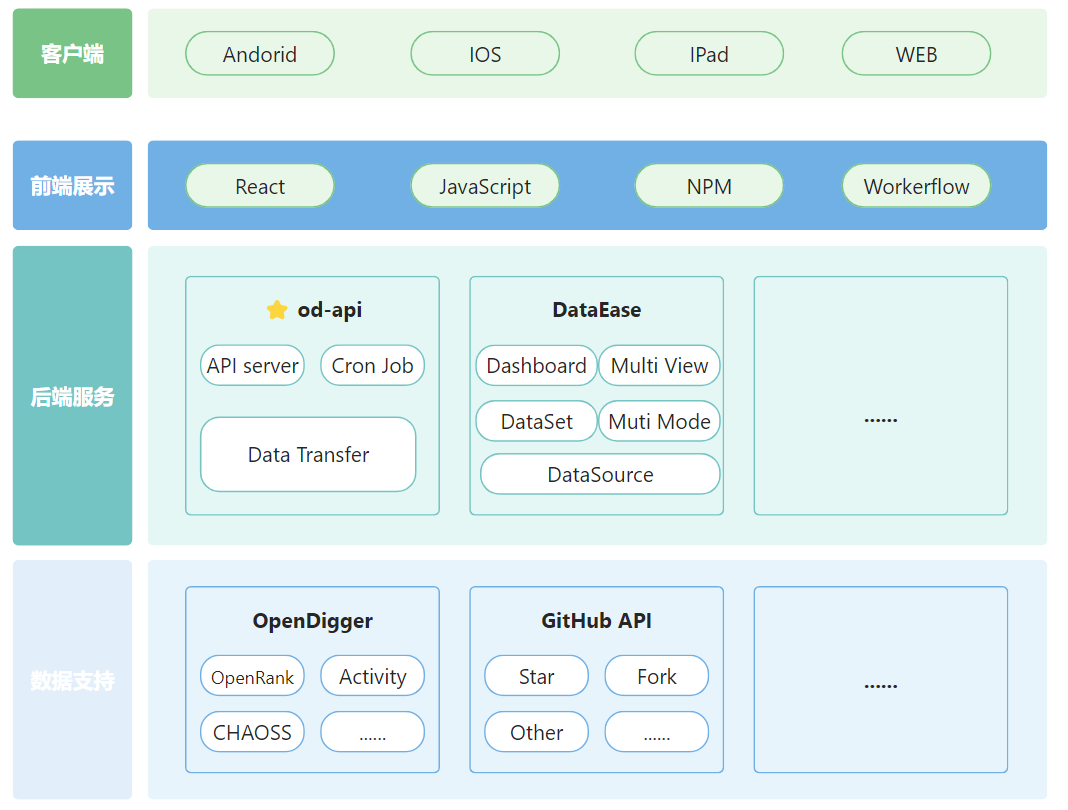 客户端
Andorid
IOS
IPad
WEB
前端展示
React
JavaScript
NPM
Workerflow
后端服务
od-api
API server
Cron Job
Data Transfer
DataEase
Dashboard
Multi View
DataSet
Muti Mode
DataSource
......
数据支持
OpenDigger
OpenRank
Activity
CHAOSS
......
GitHub API
Star
Fork
Other
......
......